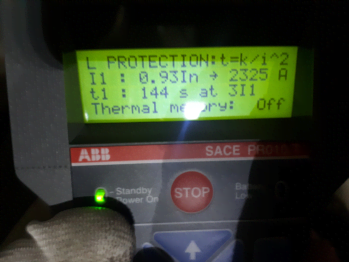 L PROTECTION:t=k/i^2
I1 : 0.93In → 2325 A
t1 : 144 s at 3I1
Thermal memory: Off
ABB
SACE
Standby
Power On
STOP